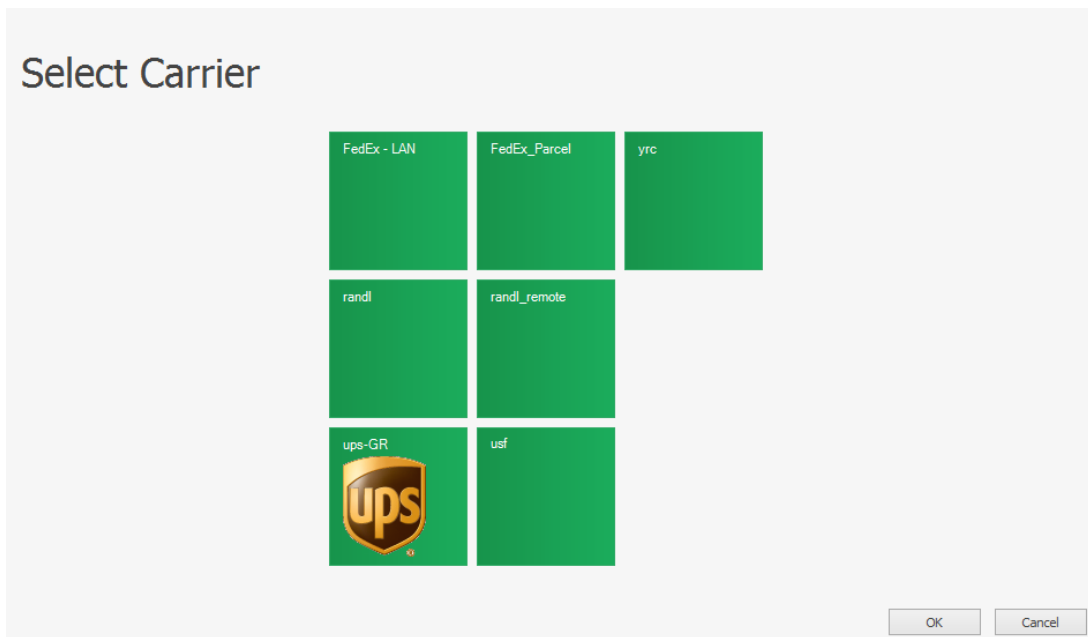 Select Carrier
FedEx - LAN
FedEx_Parcel
yrc
randl
randl_remote
ups-GR
ups
®
usf
OK
Cancel